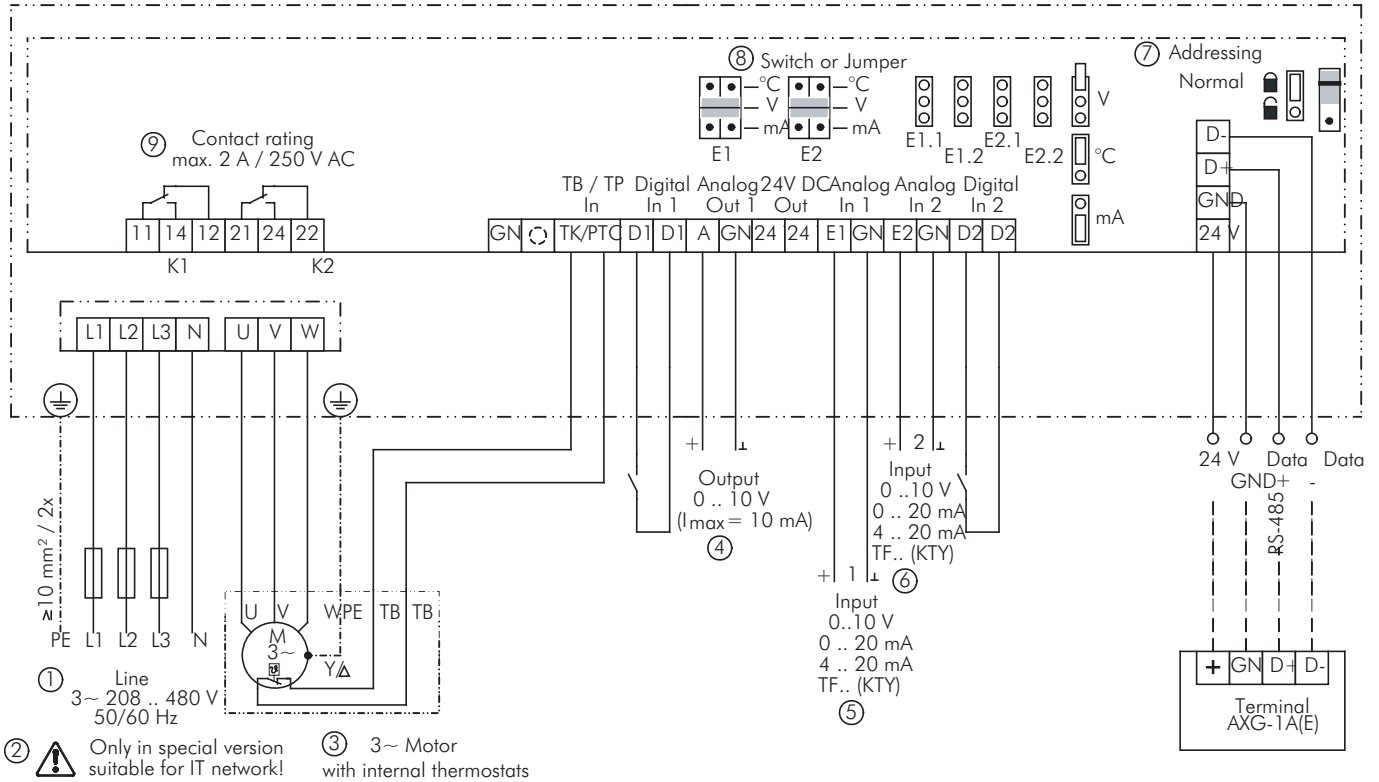 ⑧ Switch or Jumper
°C
V
mA
E1
°C
V
mA
E2
E1.1
E1.2
E2.1
E2.2
V
°C
mA
⑦ Addressing
Normal
⑨ Contact rating
max. 2 A / 250 V AC
11 14 12 21 24 22
K1 K2
TB / TP Digital Analog 24V DC Analog Analog Digital
In In 1 Out 1 Out In 1 In 2 In 2
GN TK/PTC D1 D1 A GN 24 24 E1 GN E2 GN D2 D2
D-
D+
GND
24 V
L1 L2 L3 N U V W
+ ⊥
Output
0 .. 10 V
(Imax = 10 mA)
④
+ 2 ⊥
Input
0 ..10 V
0 .. 20 mA
4 .. 20 mA
TF.. (KTY)
⑥
+ 1 ⊥
Input
0..10 V
0 .. 20 mA
4 .. 20 mA
TF.. (KTY)
⑤
24 V Data Data
GND + -
RS-485
+ GN D+ D-
Terminal
AXG-1A(E)
≥10 mm² / 2x
PE L1 L2 L3 N
U V W PE TB TB
M
3~
Y/Δ
① Line
3~ 208 .. 480 V
50/60 Hz
② Only in special version
suitable for IT network!
③ 3~ Motor
with internal thermostats